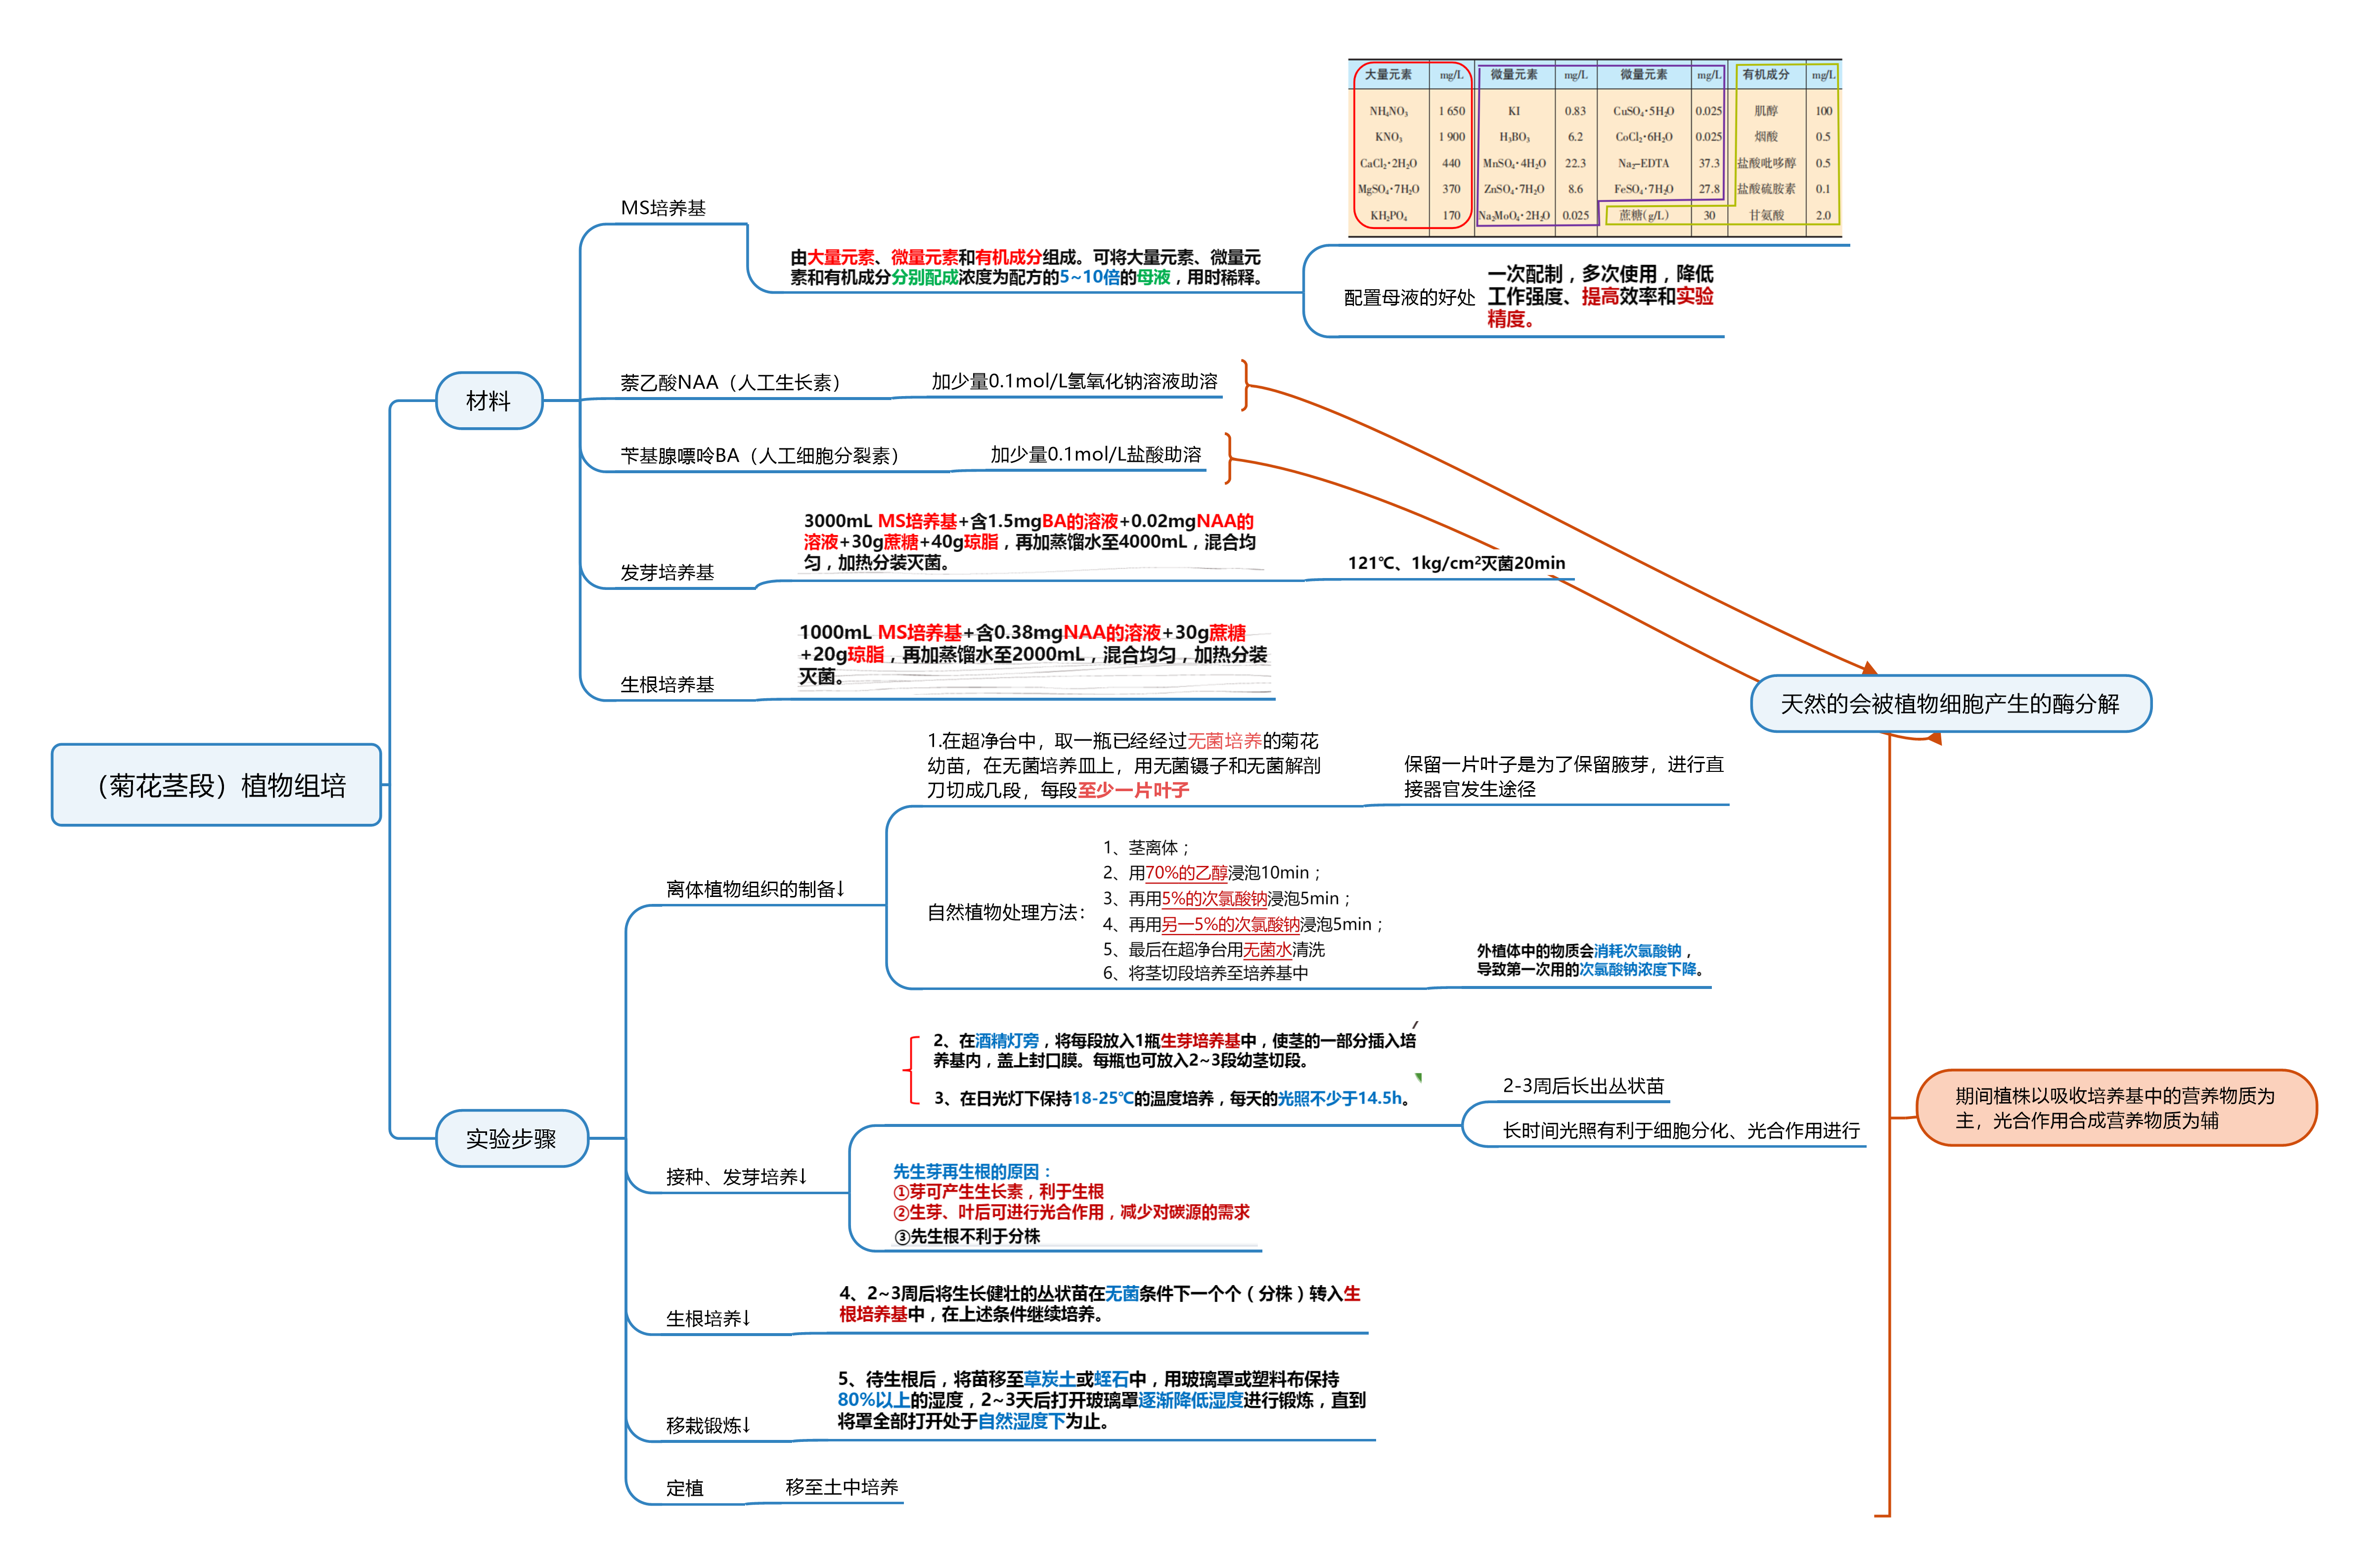 大量元素 mg/L 微量元素 mg/L 微量元素 mg/L 有机成分 mg/L
NH₄NO₃ 1 650 KI 0.83 CuSO₄·5H₂O 0.025 肌醇 100
KNO₃ 1 900 H₃BO₃ 6.2 CoCl₂·6H₂O 0.025 烟酸 0.5
CaCl₂·2H₂O 440 MnSO₄·4H₂O 22.3 Na₂-EDTA 37.3 盐酸吡哆醇 0.5
MgSO₄·7H₂O 370 ZnSO₄·7H₂O 8.6 FeSO₄·7H₂O 27.8 盐酸硫胺素 0.1
KH₂PO₄ 170 Na₂MoO₄·2H₂O 0.025 蔗糖(g/L) 30 甘氨酸 2.0
MS培养基
由大量元素、微量元素和有机成分组成。可将大量元素、微量元
素和有机成分分别配成浓度为配方的5~10倍的母液，用时稀释。
配置母液的好处
一次配制，多次使用，降低
工作强度、提高效率和实验
精度。
材料
萘乙酸NAA（人工生长素）
加少量0.1mol/L氢氧化钠溶液助溶
苄基腺嘌呤BA（人工细胞分裂素）
加少量0.1mol/L盐酸助溶
发芽培养基
3000mL MS培养基+含1.5mgBA的溶液+0.02mgNAA的
溶液+30g蔗糖+40g琼脂，再加蒸馏水至4000mL，混合均
匀，加热分装灭菌。
121℃、1kg/cm²灭菌20min
生根培养基
1000mL MS培养基+含0.38mgNAA的溶液+30g蔗糖
+20g琼脂，再加蒸馏水至2000mL，混合均匀，加热分装
灭菌。
天然的会被植物细胞产生的酶分解
（菊花茎段）植物组培
实验步骤
离体植物组织的制备↓
1.在超净台中，取一瓶已经经过无菌培养的菊花
幼苗，在无菌培养皿上，用无菌镊子和无菌解剖
刀切成几段，每段至少一片叶子
保留一片叶子是为了保留腋芽，进行直
接器官发生途径
自然植物处理方法：
1、茎离体；
2、用70%的乙醇浸泡10min；
3、再用5%的次氯酸钠浸泡5min；
4、再用另一5%的次氯酸钠浸泡5min；
5、最后在超净台用无菌水清洗
6、将茎切段培养至培养基中
外植体中的物质会消耗次氯酸钠，
导致第一次用的次氯酸钠浓度下降。
接种、发芽培养↓
2、在酒精灯旁，将每段放入1瓶生芽培养基中，使茎的一部分插入培
养基内，盖上封口膜。每瓶也可放入2~3段幼茎切段。
3、在日光灯下保持18-25℃的温度培养，每天的光照不少于14.5h。
2-3周后长出丛状苗
长时间光照有利于细胞分化、光合作用进行
先生芽再生根的原因：
①芽可产生生长素，利于生根
②生芽、叶后可进行光合作用，减少对碳源的需求
③先生根不利于分株
期间植株以吸收培养基中的营养物质为
主，光合作用合成营养物质为辅
生根培养↓
4、2~3周后将生长健壮的丛状苗在无菌条件下一个个（分株）转入生
根培养基中，在上述条件继续培养。
移栽锻炼↓
5、待生根后，将苗移至草炭土或蛭石中，用玻璃罩或塑料布保持
80%以上的湿度，2~3天后打开玻璃罩逐渐降低湿度进行锻炼，直到
将罩全部打开处于自然湿度下为止。
定植
移至土中培养